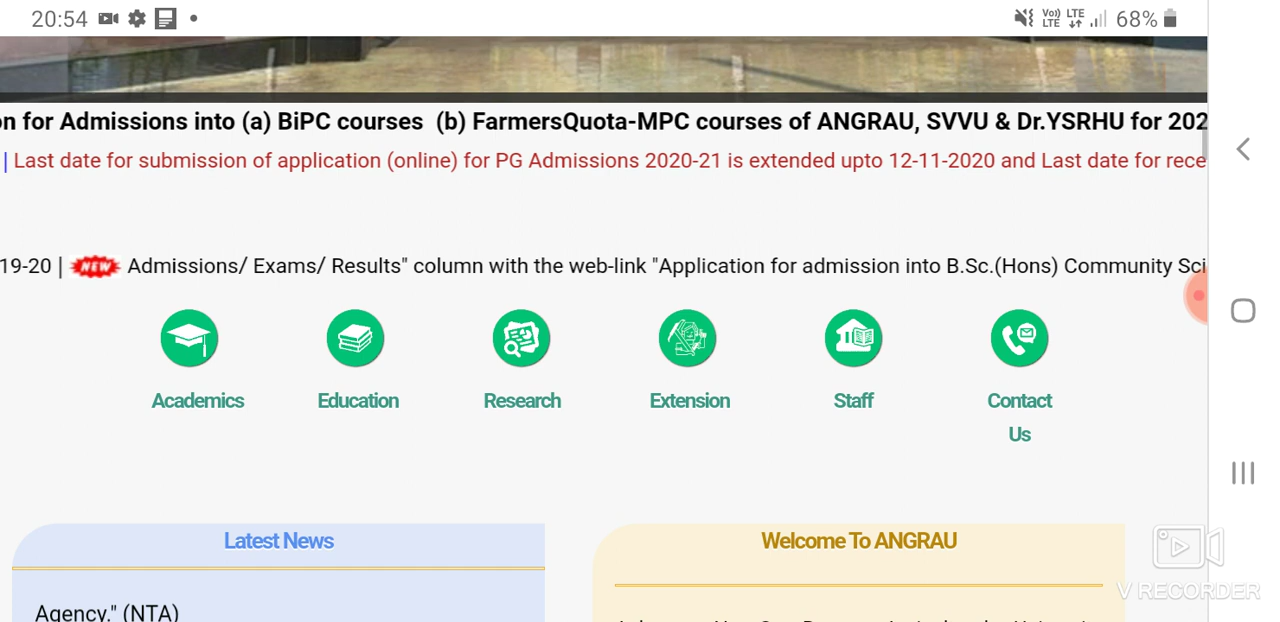 20:54
Vo)) LTE LTE 68%
on for Admissions into (a) BiPC courses (b) FarmersQuota-MPC courses of ANGRAU, SVVU & Dr.YSRHU for 202
| Last date for submission of application (online) for PG Admissions 2020-21 is extended upto 12-11-2020 and Last date for rece
19-20 | NEW Admissions/ Exams/ Results" column with the web-link "Application for admission into B.Sc.(Hons) Community Sci
Academics Education Research Extension Staff Contact Us
Latest News
Welcome To ANGRAU
Agency." (NTA)
V RECORDER